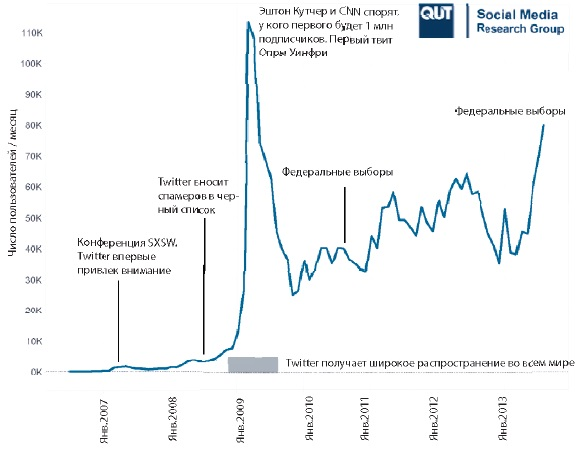 Эштон Кутчер и CNN спорят,
у кого первого будет 1 млн
подписчиков. Первый твит
Опры Уинфри
QUT
Social Media
Research Group
Число пользователей / месяц
110K
100K
90K
80K
70K
60K
50K
40K
30K
20K
10K
0K
Федеральные выборы
Федеральные выборы
Twitter вносит
спамеров в чер-
ный список
Конференция SXSW,
Twitter впервые
привлек внимание
Twitter получает широкое распространение во всем мире
Янв.2007
Янв.2008
Янв.2009
Янв.2010
Янв.2011
Янв.2012
Янв.2013